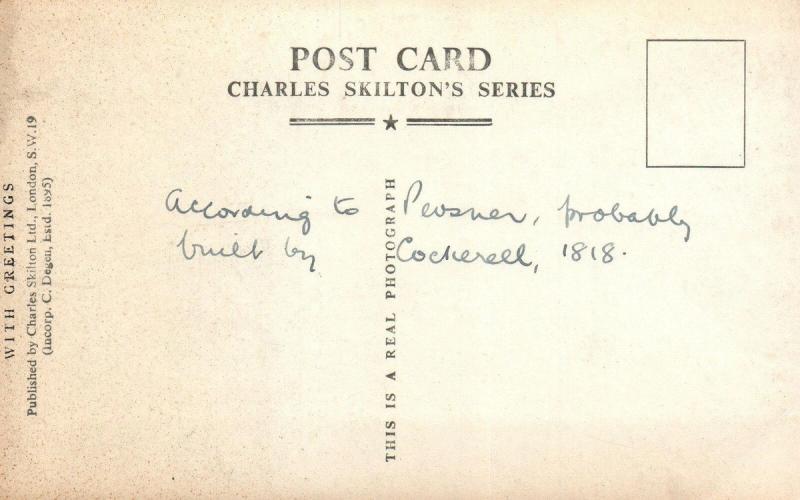 POST CARD
CHARLES SKILTON'S SERIES
According to Pevsner, probably
built by Cockerell, 1818.
THIS IS A REAL PHOTOGRAPH
WITH GREETINGS
Published by Charles Skilton Ltd., London, S.W.19
(Incorp. C. Degen, Estd. 1895)